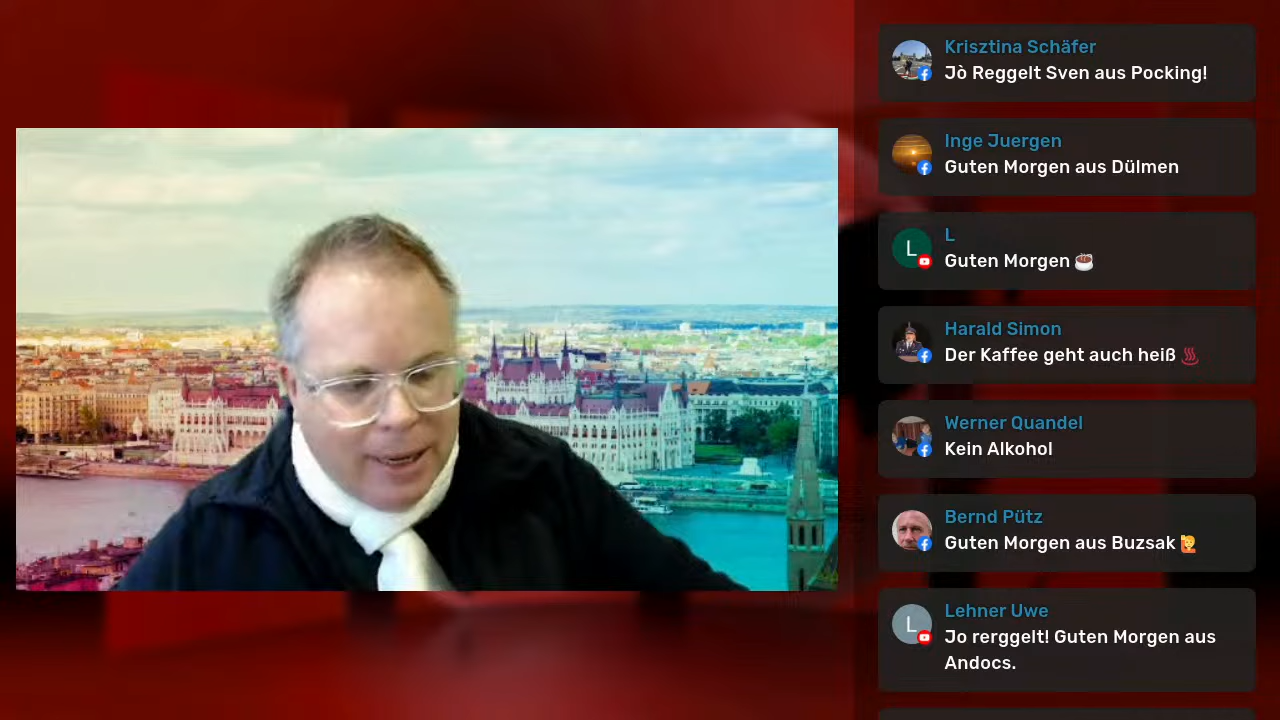 Krisztina Schäfer
Jò Reggelt Sven aus Pocking!
Inge Juergen
Guten Morgen aus Dülmen
L
L
Guten Morgen ☕
Harald Simon
Der Kaffee geht auch heiß ♨
Werner Quandel
Kein Alkohol
Bernd Pütz
Guten Morgen aus Buzsak 🙋
L
Lehner Uwe
Jo rerggelt! Guten Morgen aus
Andocs.